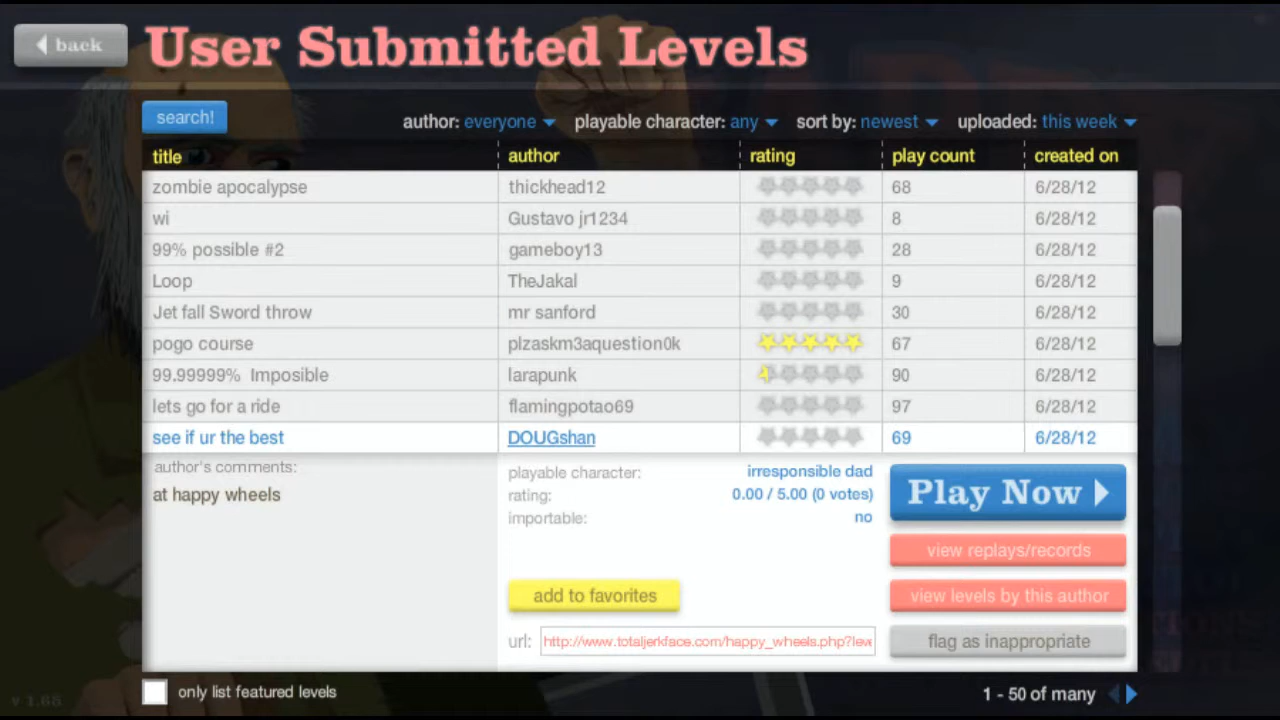 back
User Submitted Levels
search!
author: everyone playable character: any sort by: newest uploaded: this week
title author rating play count created on
zombie apocalypse thickhead12 68 6/28/12
wi Gustavo jr1234 8 6/28/12
99% possible #2 gameboy13 28 6/28/12
Loop TheJakal 9 6/28/12
Jet fall Sword throw mr sanford 30 6/28/12
pogo course plzaskm3aquestion0k 67 6/28/12
99.99999% Imposible larapunk 90 6/28/12
lets go for a ride flamingpotao69 97 6/28/12
see if ur the best DOUGshan 69 6/28/12
author's comments:
at happy wheels
playable character: irresponsible dad
rating: 0.00 / 5.00 (0 votes)
importable: no
add to favorites
url: http://www.totaljerkface.com/happy_wheels.php?leve
Play Now
view replays/records
view levels by this author
flag as inappropriate
only list featured levels
1 - 50 of many
v 1.68